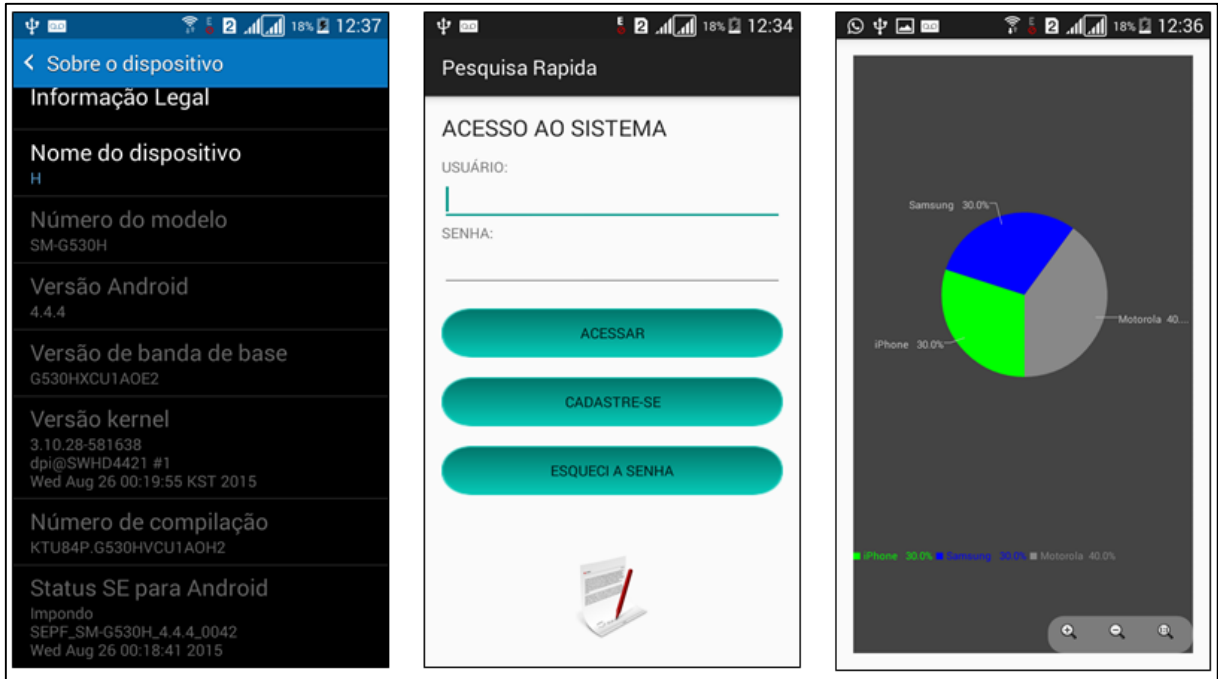 18% 12:37
Sobre o dispositivo
Informação Legal
Nome do dispositivo
H
Número do modelo
SM-G530H
Versão Android
4.4.4
Versão de banda de base
G530HXCU1AOE2
Versão kernel
3.10.28-581638
dpi@SWHD4421 #1
Wed Aug 26 00:19:55 KST 2015
Número de compilação
KTU84P.G530HVCU1AOH2
Status SE para Android
Impondo
SEPF_SM-G530H_4.4.4_0042
Wed Aug 26 00:18:41 2015
E 2 18% 12:34
Pesquisa Rapida
ACESSO AO SISTEMA
USUÁRIO:
SENHA:
ACESSAR
CADASTRE-SE
ESQUECI A SENHA
E 2 18% 12:36
Samsung 30.0%
Motorola 40....
iPhone 30.0%
iPhone 30.0% Samsung 30.0% Motorola 40.0%